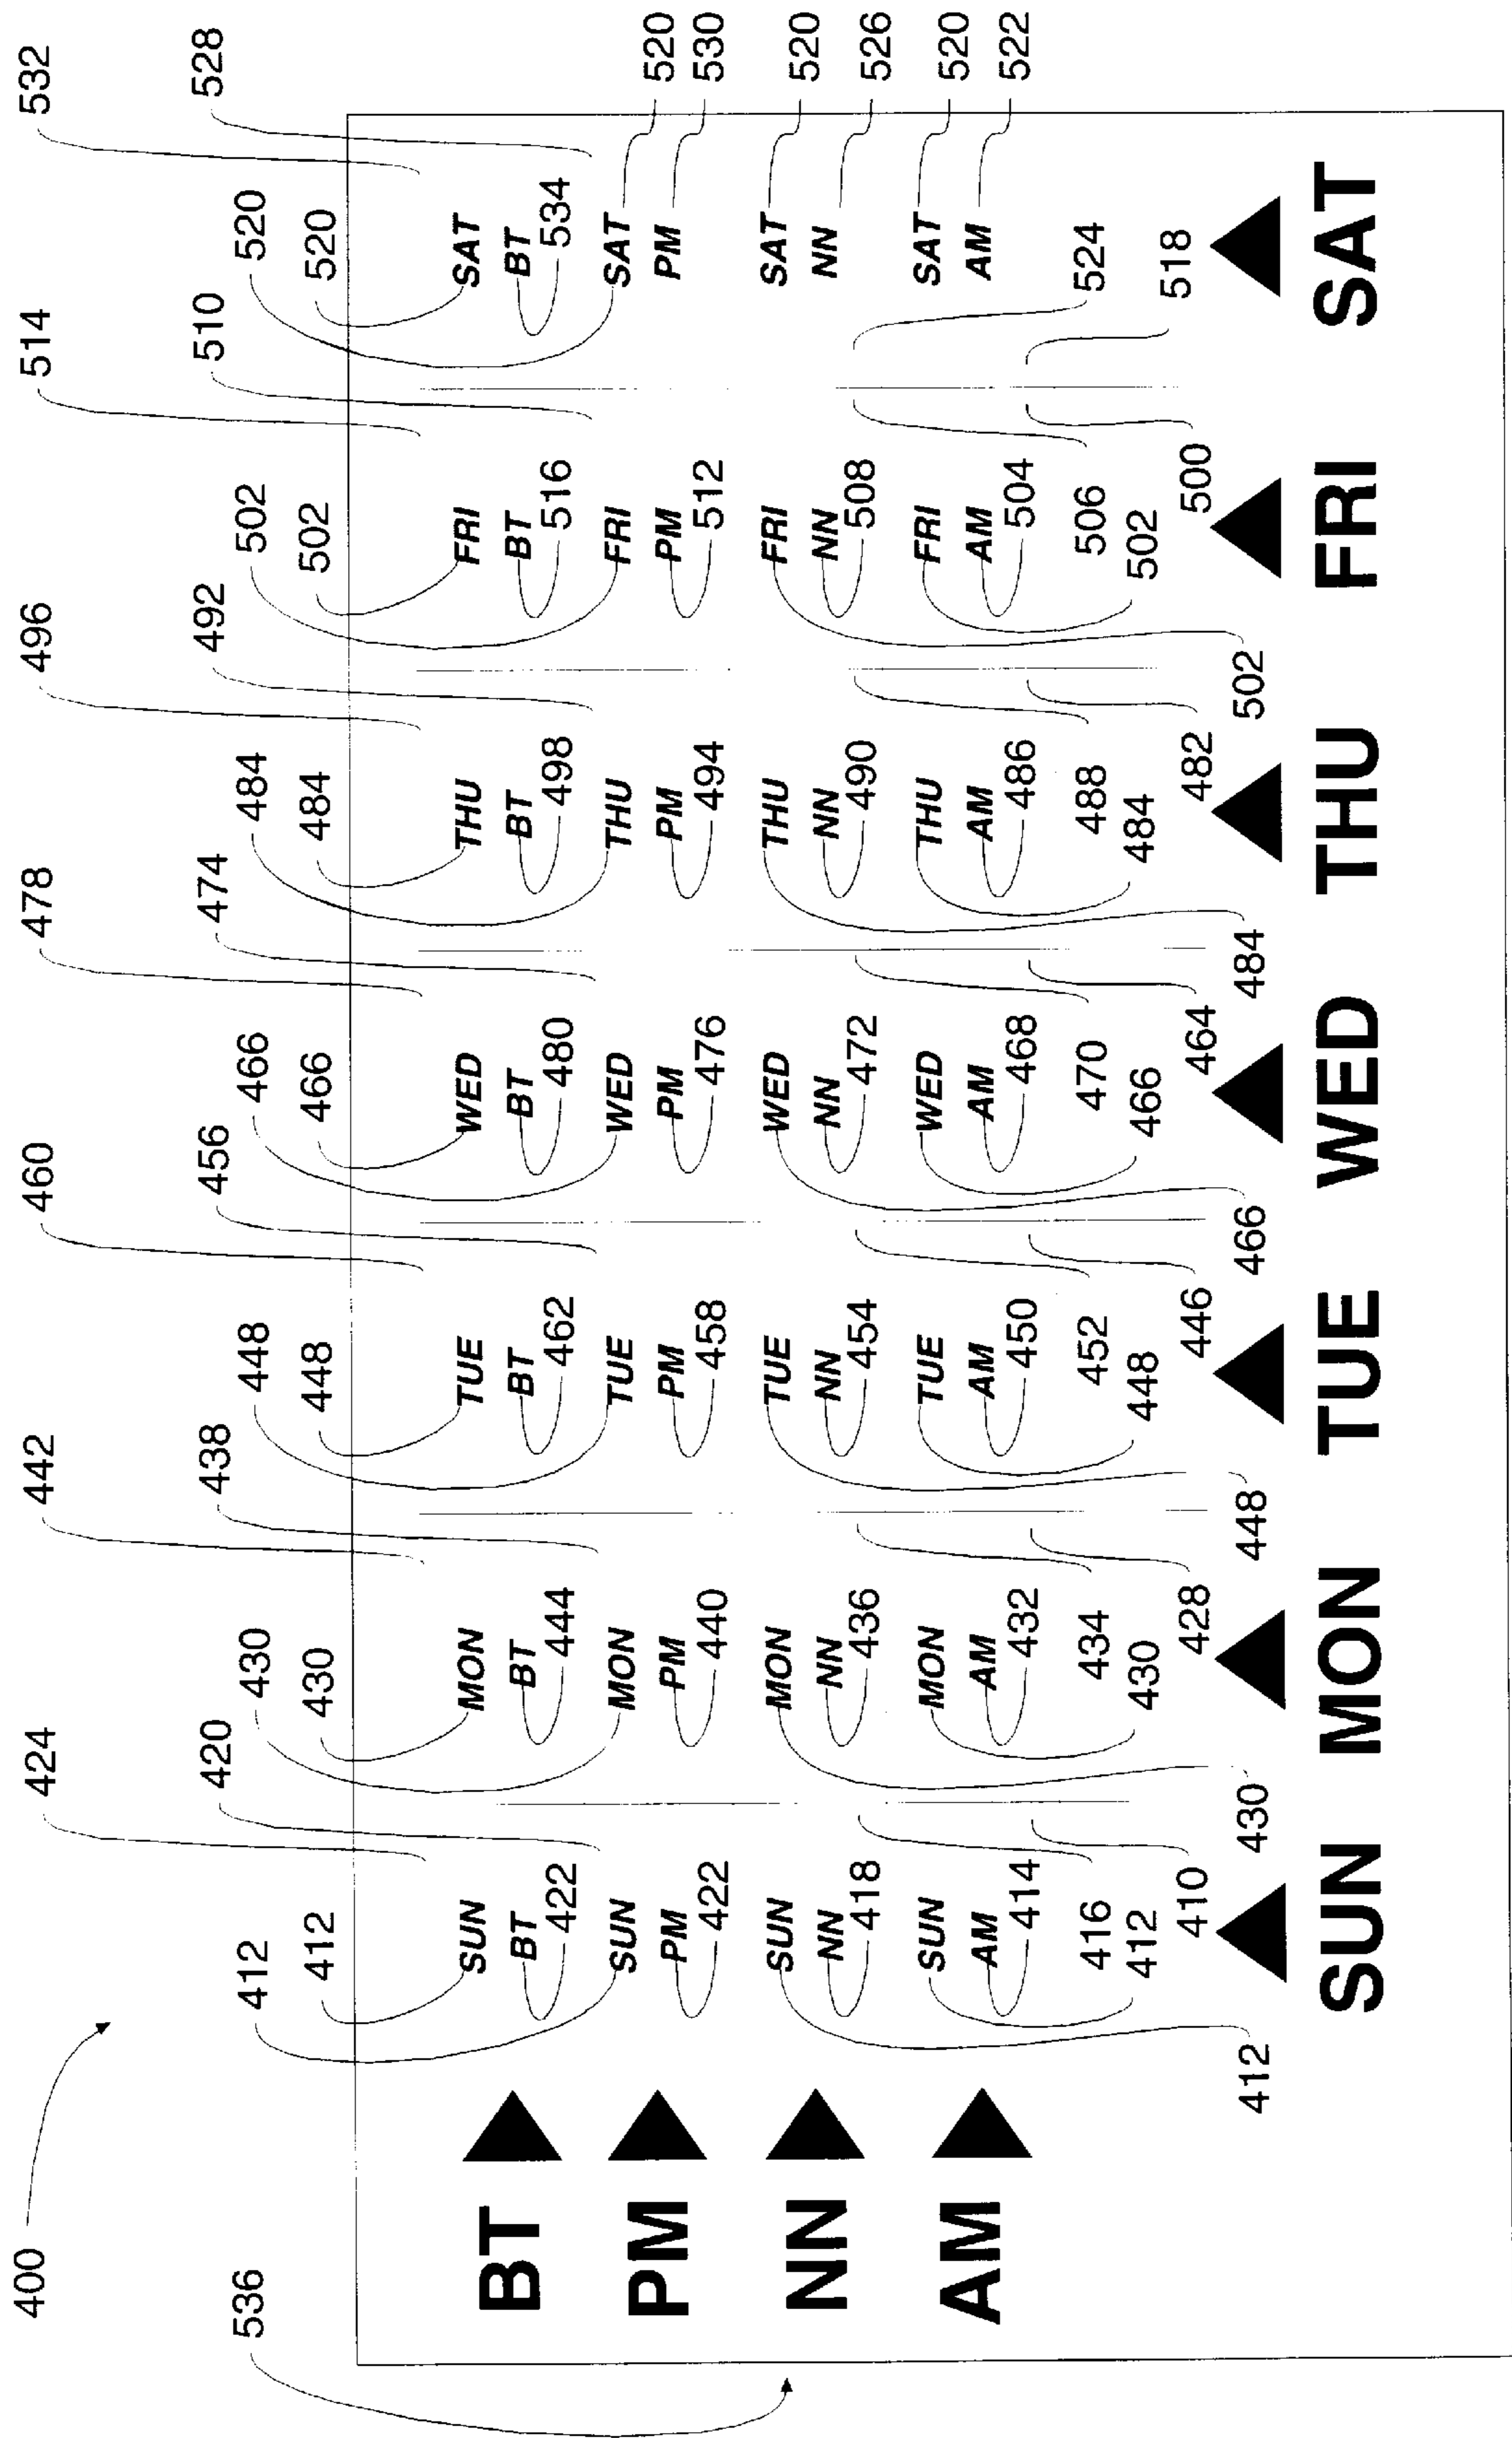 400 424 442 460 478 496 514 532
536 420 438 456 474 492 510 528
412 430 448 466 484 502 520
412 430 448 466 484 502 520
SUN MON TUE WED THU FRI SAT
BT BT BT BT BT BT BT BT
422 444 462 480 498 516 534
SUN MON TUE WED THU FRI SAT 520
PM PM PM PM PM PM PM PM 530
422 440 458 476 494 512
SUN MON TUE WED THU FRI SAT 520
NN NN NN NN NN NN NN NN 526
418 436 454 472 490 508
SUN MON TUE WED THU FRI SAT 520
AM AM AM AM AM AM AM AM 522
414 432 450 468 486 504
416 434 452 470 488 506 524
412 430 448 466 484 502
410 428 446 464 482 500 518
412 430 448 466 484 502
SUN MON TUE WED THU FRI SAT